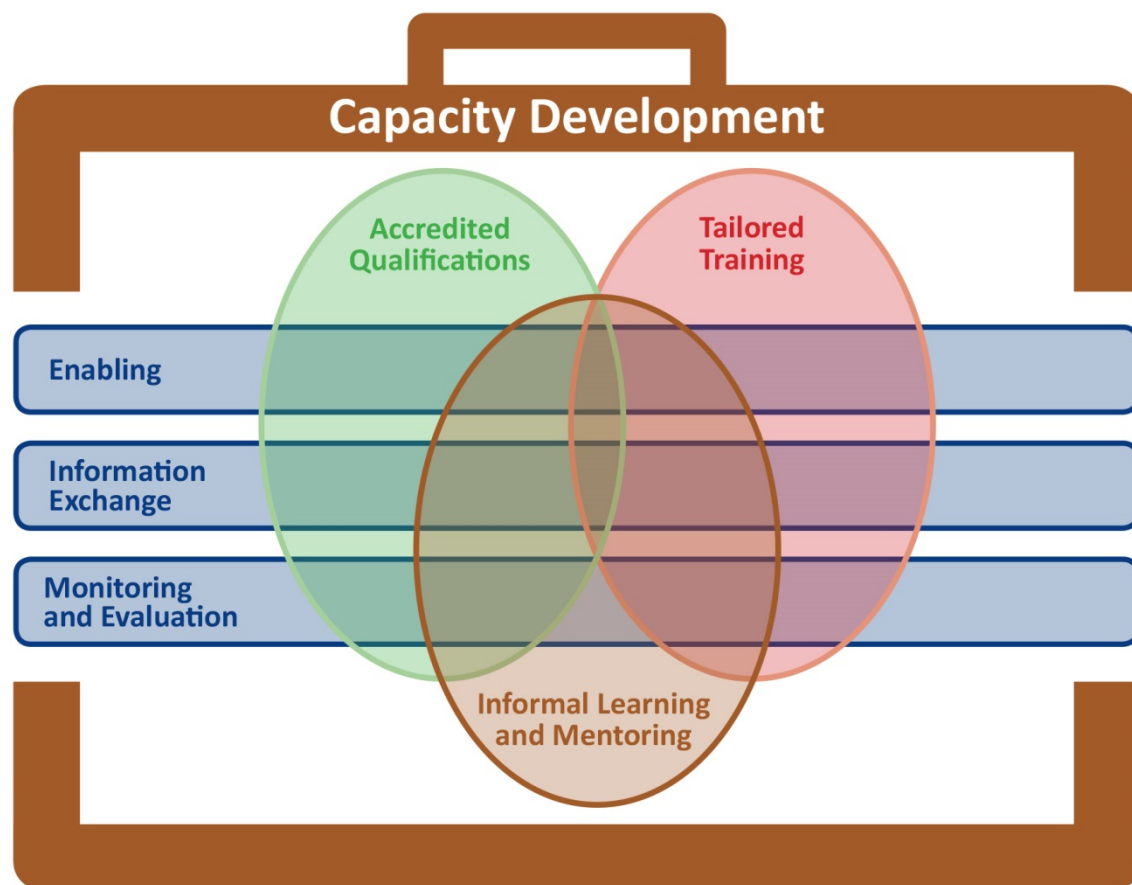 Capacity Development
Accredited
Qualifications
Tailored
Training
Enabling
Information
Exchange
Monitoring
and Evaluation
Informal Learning
and Mentoring